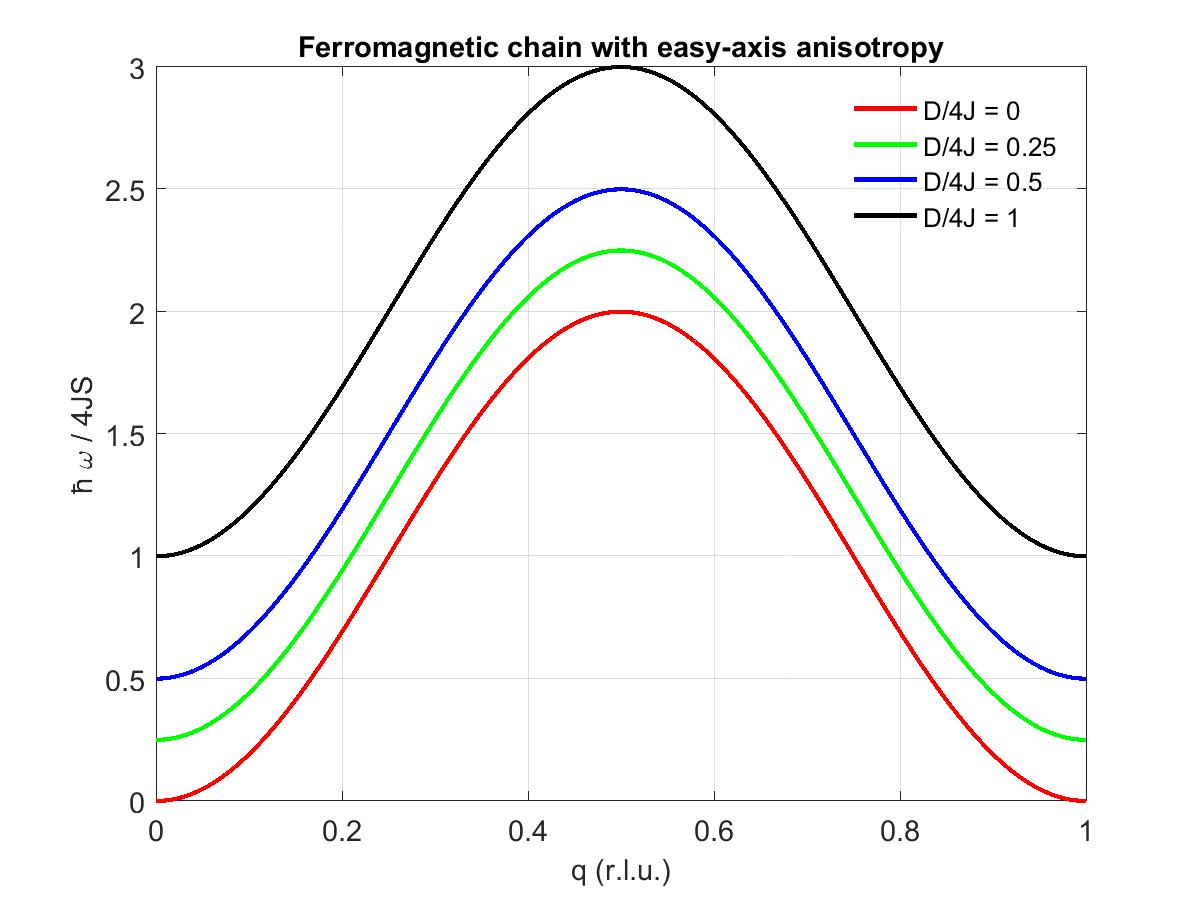 Ferromagnetic chain with easy-axis anisotropy
3
2.5
2
1.5
1
0.5
0
ħ ω / 4JS
D/4J = 0
D/4J = 0.25
D/4J = 0.5
D/4J = 1
0 0.2 0.4 0.6 0.8 1
q (r.l.u.)